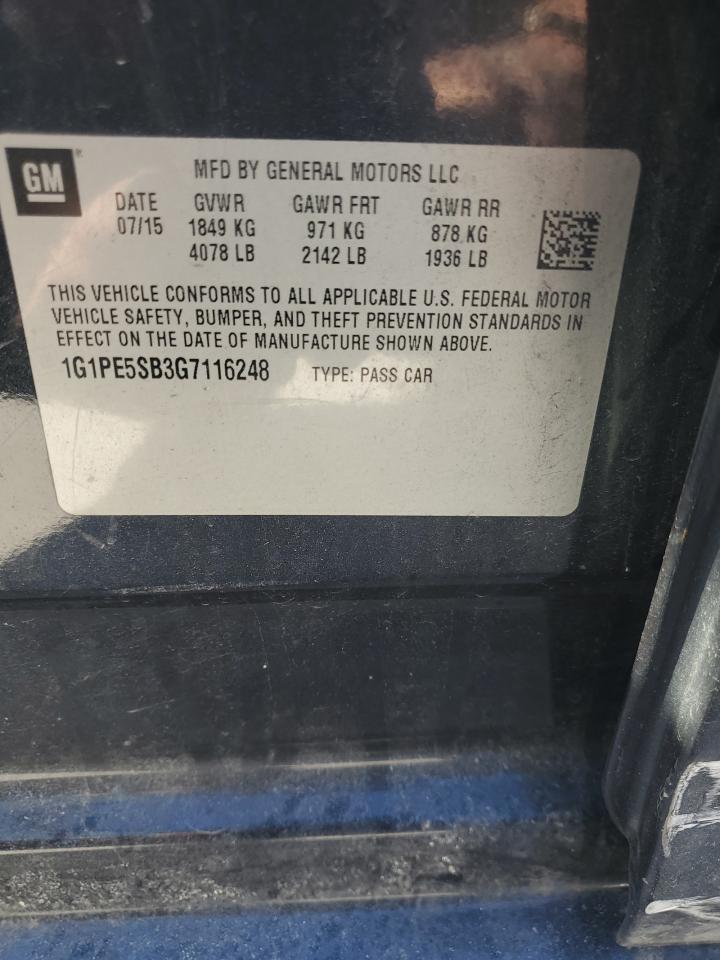 GM
MFD BY GENERAL MOTORS LLC
DATE GVWR GAWR FRT GAWR RR
07/15 1849 KG 971 KG 878 KG
4078 LB 2142 LB 1936 LB
THIS VEHICLE CONFORMS TO ALL APPLICABLE U.S. FEDERAL MOTOR
VEHICLE SAFETY, BUMPER, AND THEFT PREVENTION STANDARDS IN
EFFECT ON THE DATE OF MANUFACTURE SHOWN ABOVE.
1G1PE5SB3G7116248 TYPE: PASS CAR